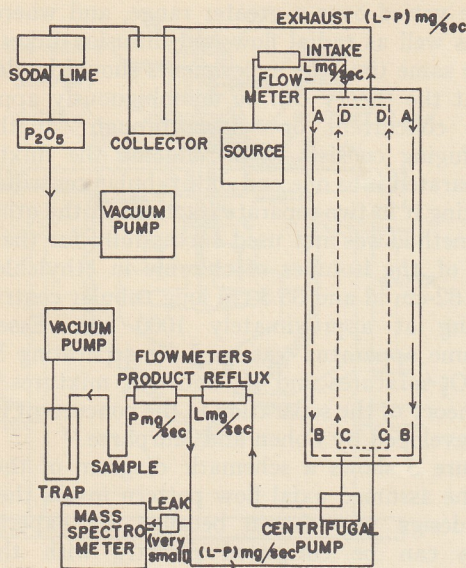 EXHAUST (L-P) mg/sec
INTAKE
L mg/sec
FLOW-
METER
SODA LIME
P2O5
COLLECTOR
SOURCE
VACUUM
PUMP
A D D A
B C C B
VACUUM
PUMP
FLOWMETERS
PRODUCT REFLUX
P mg/sec
L mg/sec
SAMPLE
TRAP
LEAK
(very
small)
MASS
SPECTRO-
METER
(L-P) mg/sec
CENTRIFUGAL
PUMP